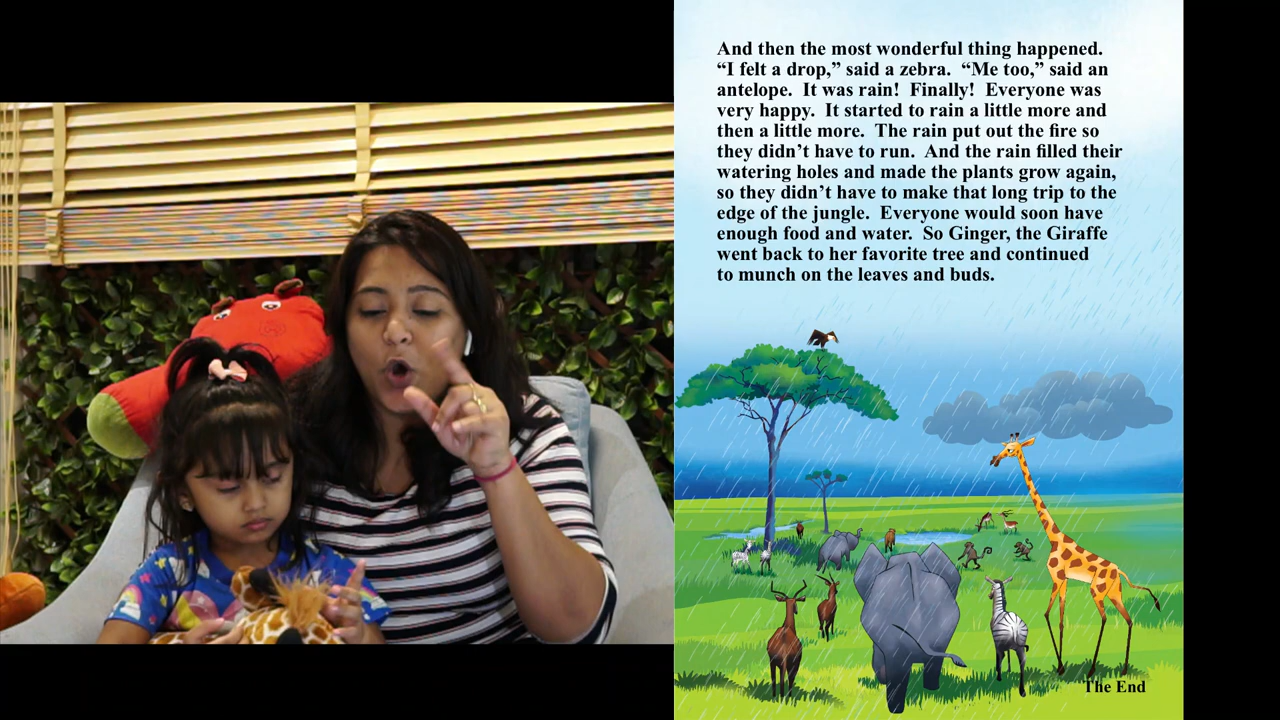 And then the most wonderful thing happened.
“I felt a drop,” said a zebra.  “Me too,” said an
antelope.  It was rain!  Finally!  Everyone was
very happy.  It started to rain a little more and
then a little more.  The rain put out the fire so
they didn’t have to run.  And the rain filled their
watering holes and made the plants grow again,
so they didn’t have to make that long trip to the
edge of the jungle.  Everyone would soon have
enough food and water.  So Ginger, the Giraffe
went back to her favorite tree and continued
to munch on the leaves and buds.
The End